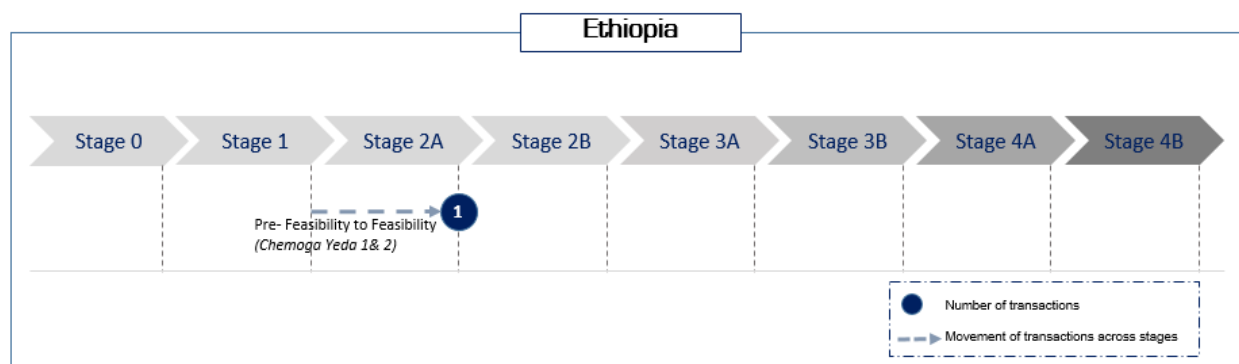 Ethiopia
Stage 0
Stage 1
Stage 2A
Stage 2B
Stage 3A
Stage 3B
Stage 4A
Stage 4B
1
Pre- Feasibility to Feasibility
(Chemoga Yeda 1& 2)
Number of transactions
Movement of transactions across stages